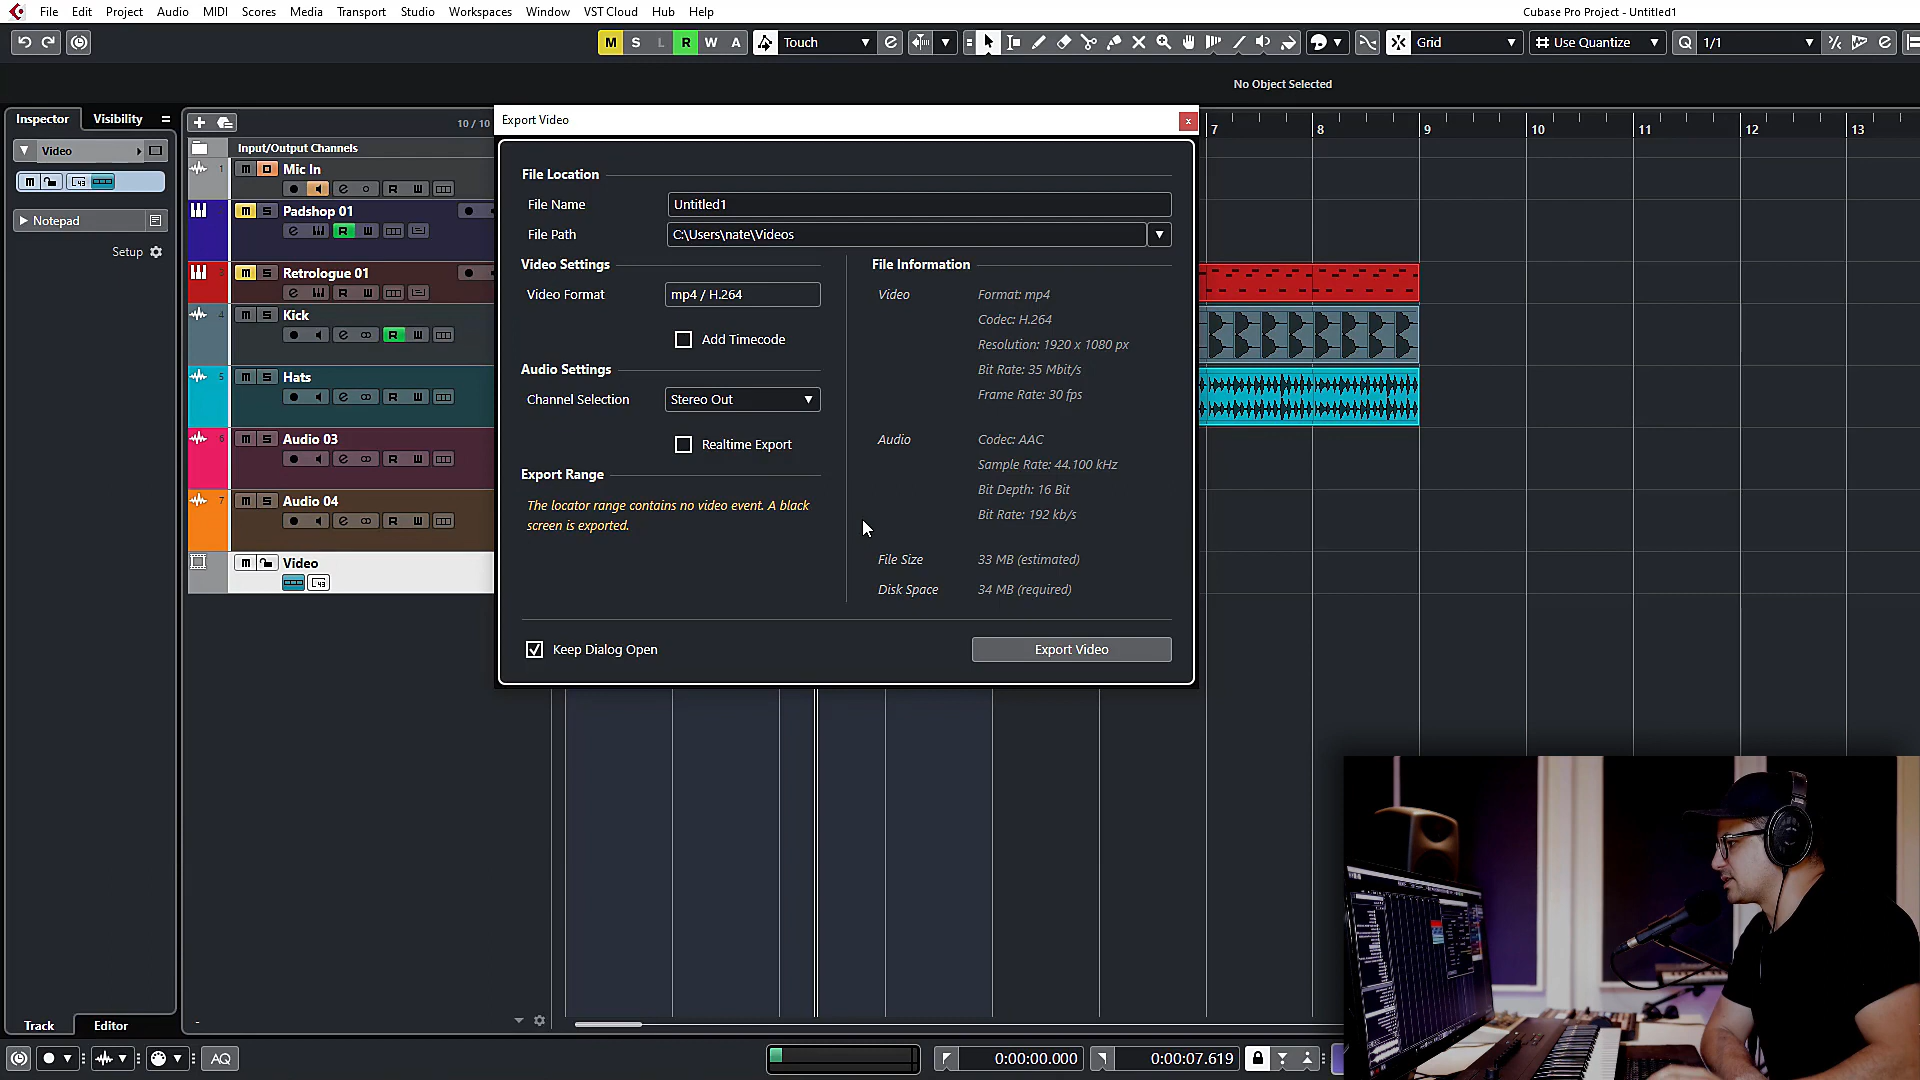 File Edit Project Audio MIDI Scores Media Transport Studio Workspaces Window VST Cloud Hub Help
Cubase Pro Project - Untitled1
M S L R W A Touch
Grid
Use Quantize
Q 1/1
No Object Selected
Inspector Visibility
Video
Notepad
Setup
10 / 10
Input/Output Channels
1 Mic In
Padshop 01
Retrologue 01
4 Kick
5 Hats
6 Audio 03
7 Audio 04
Video
Export Video
File Location
File Name Untitled1
File Path C:\Users\nate\Videos
Video Settings
Video Format mp4 / H.264
Add Timecode
Audio Settings
Channel Selection Stereo Out
Realtime Export
Export Range
The locator range contains no video event. A black
screen is exported.
File Information
Video Format: mp4
Codec: H.264
Resolution: 1920 x 1080 px
Bit Rate: 35 Mbit/s
Frame Rate: 30 fps
Audio Codec: AAC
Sample Rate: 44.100 kHz
Bit Depth: 16 Bit
Bit Rate: 192 kb/s
File Size 33 MB (estimated)
Disk Space 34 MB (required)
Keep Dialog Open
Export Video
7 8 9 10 11 12 13
Track Editor
AQ
0:00:00.000
0:00:07.619